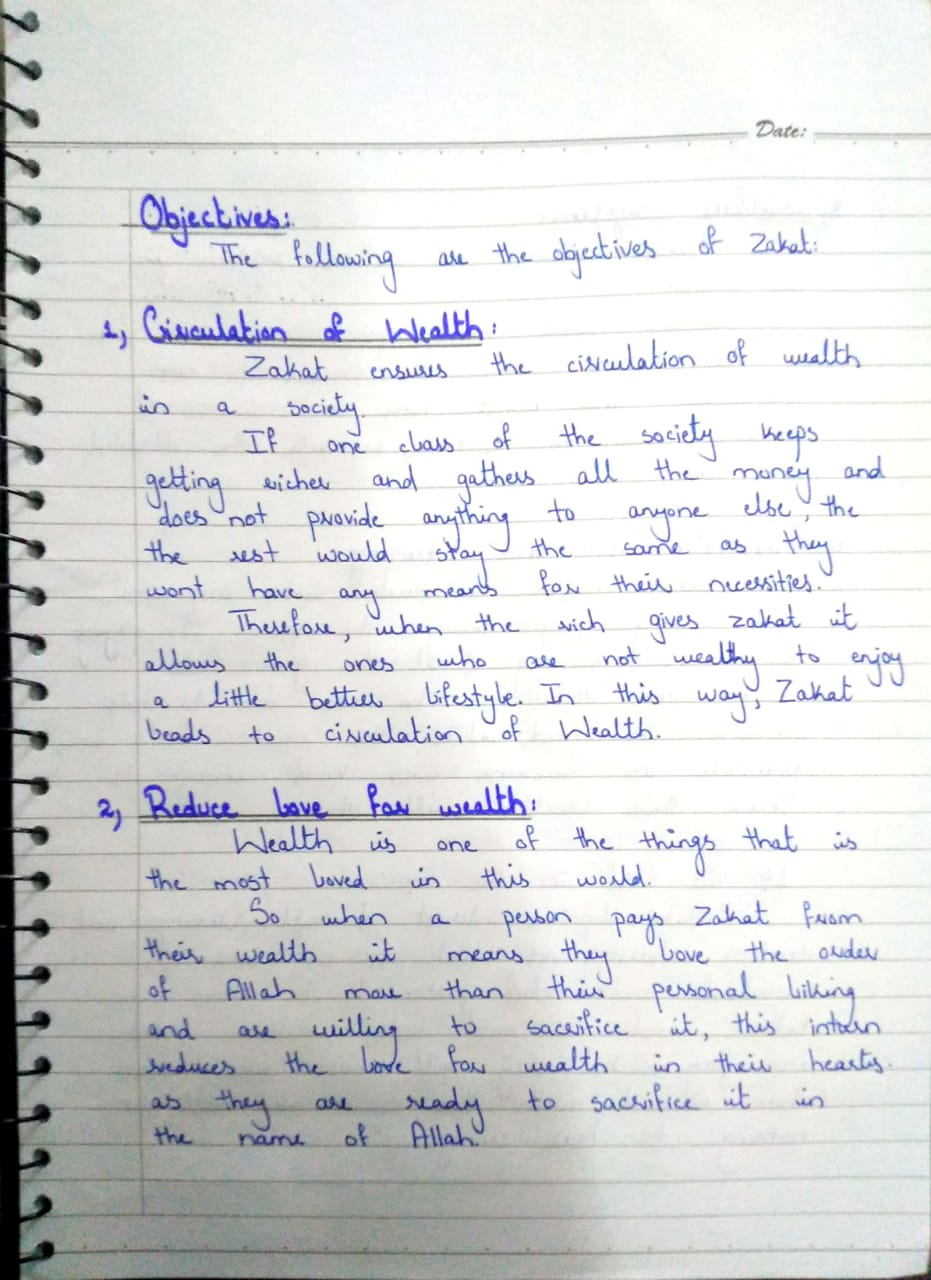 Date:
Objectives:
The following are the objectives of Zakat:
1, Circulation of Wealth:
Zakat ensures the circulation of wealth
in a society.
If one class of the society keeps
getting richer and gathers all the money and
does not provide anything to anyone else, the
the rest would stay the same as they
wont have any means for their necessities.
Therefore, when the rich gives zakat it
allows the ones who are not wealthy to enjoy
a little better lifestyle. In this way, Zakat
leads to circulation of Wealth.
2, Reduce love for wealth:
Wealth is one of the things that is
the most loved in this world.
So when a person pays Zakat from
their wealth it means they love the order
of Allah more than their personal liking
and are willing to sacrifice it, this inturn
reduces the love for wealth in their hearts.
as they are ready to sacrifice it in
the name of Allah.